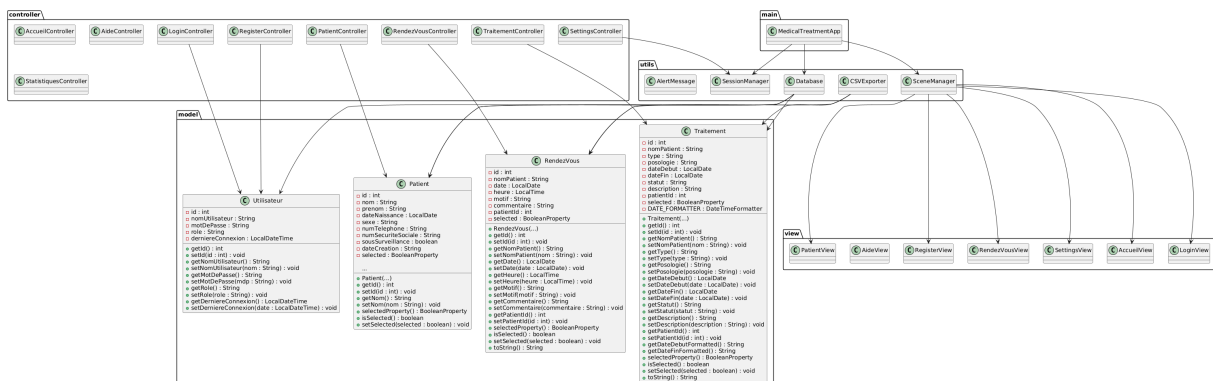 controller
C AccueilController
C AideController
C LoginController
C RegisterController
C PatientController
C RendezVousController
C TraitementController
C SettingsController
C StatistiquesController
main
C MedicalTreatmentApp
utils
C AlertMessage
C SessionManager
C Database
C CSVExporter
C SceneManager
model
C Utilisateur
id : int
nomUtilisateur : String
motDePasse : String
role : String
derniereConnexion : LocalDateTime
getId() : int
setId(id : int) : void
getNomUtilisateur() : String
setNomUtilisateur(nom : String) : void
getMotDePasse() : String
setMotDePasse(mdp : String) : void
getRole() : String
setRole(role : String) : void
getDerniereConnexion() : LocalDateTime
setDerniereConnexion(date : LocalDateTime) : void
C Patient
id : int
nom : String
prenom : String
dateNaissance : LocalDate
sexe : String
numTelephone : String
numSecuriteSociale : String
sousSurveillance : boolean
dateCreation : String
selected : BooleanProperty
...
Patient(...)
getId() : int
setId(id : int) : void
getNom() : String
setNom(nom : String) : void
selectedProperty() : BooleanProperty
isSelected() : boolean
setSelected(selected : boolean) : void
C RendezVous
id : int
nomPatient : String
date : LocalDate
heure : LocalTime
motif : String
commentaire : String
patientId : int
selected : BooleanProperty
RendezVous(...)
getId() : int
setId(id : int) : void
getNomPatient() : String
setNomPatient(nom : String) : void
getDate() : LocalDate
setDate(date : LocalDate) : void
getHeure() : LocalTime
setHeure(heure : LocalTime) : void
getMotif() : String
setMotif(motif : String) : void
getCommentaire() : String
setCommentaire(commentaire : String) : void
getPatientId() : int
setPatientId(id : int) : void
selectedProperty() : BooleanProperty
isSelected() : boolean
setSelected(selected : boolean) : void
toString() : String
C Traitement
id : int
nomPatient : String
type : String
posologie : String
dateDebut : LocalDate
dateFin : LocalDate
statut : String
description : String
patientId : int
selected : BooleanProperty
DATE_FORMATTER : DateTimeFormatter
Traitement(...)
getId() : int
setId(id : int) : void
getNomPatient() : String
setNomPatient(nom : String) : void
getType() : String
setType(type : String) : void
getPosologie() : String
setPosologie(posologie : String) : void
getDateDebut() : LocalDate
setDateDebut(date : LocalDate) : void
getDateFin() : LocalDate
setDateFin(date : LocalDate) : void
getStatut() : String
setStatut(statut : String) : void
getDescription() : String
setDescription(description : String) : void
getPatientId() : int
setPatientId(id : int) : void
getDateDebutFormatted() : String
getDateFinFormatted() : String
selectedProperty() : BooleanProperty
isSelected() : boolean
setSelected(selected : boolean) : void
toString() : String
view
C PatientView
C AideView
C RegisterView
C RendezVousView
C SettingsView
C AccueilView
C LoginView